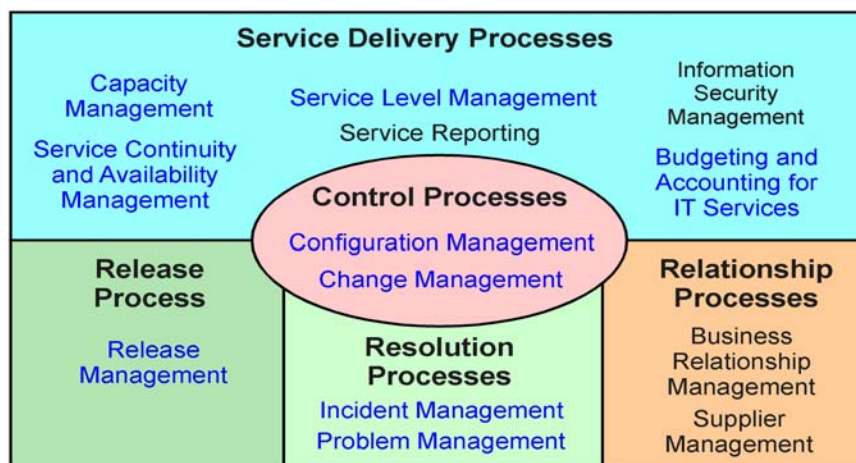 Service Delivery Processes
Capacity
Management
Service Continuity
and Availability
Management
Service Level Management
Service Reporting
Information
Security
Management
Budgeting and
Accounting for
IT Services
Control Processes
Configuration Management
Change Management
Release
Process
Release
Management
Resolution
Processes
Incident Management
Problem Management
Relationship
Processes
Business
Relationship
Management
Supplier
Management